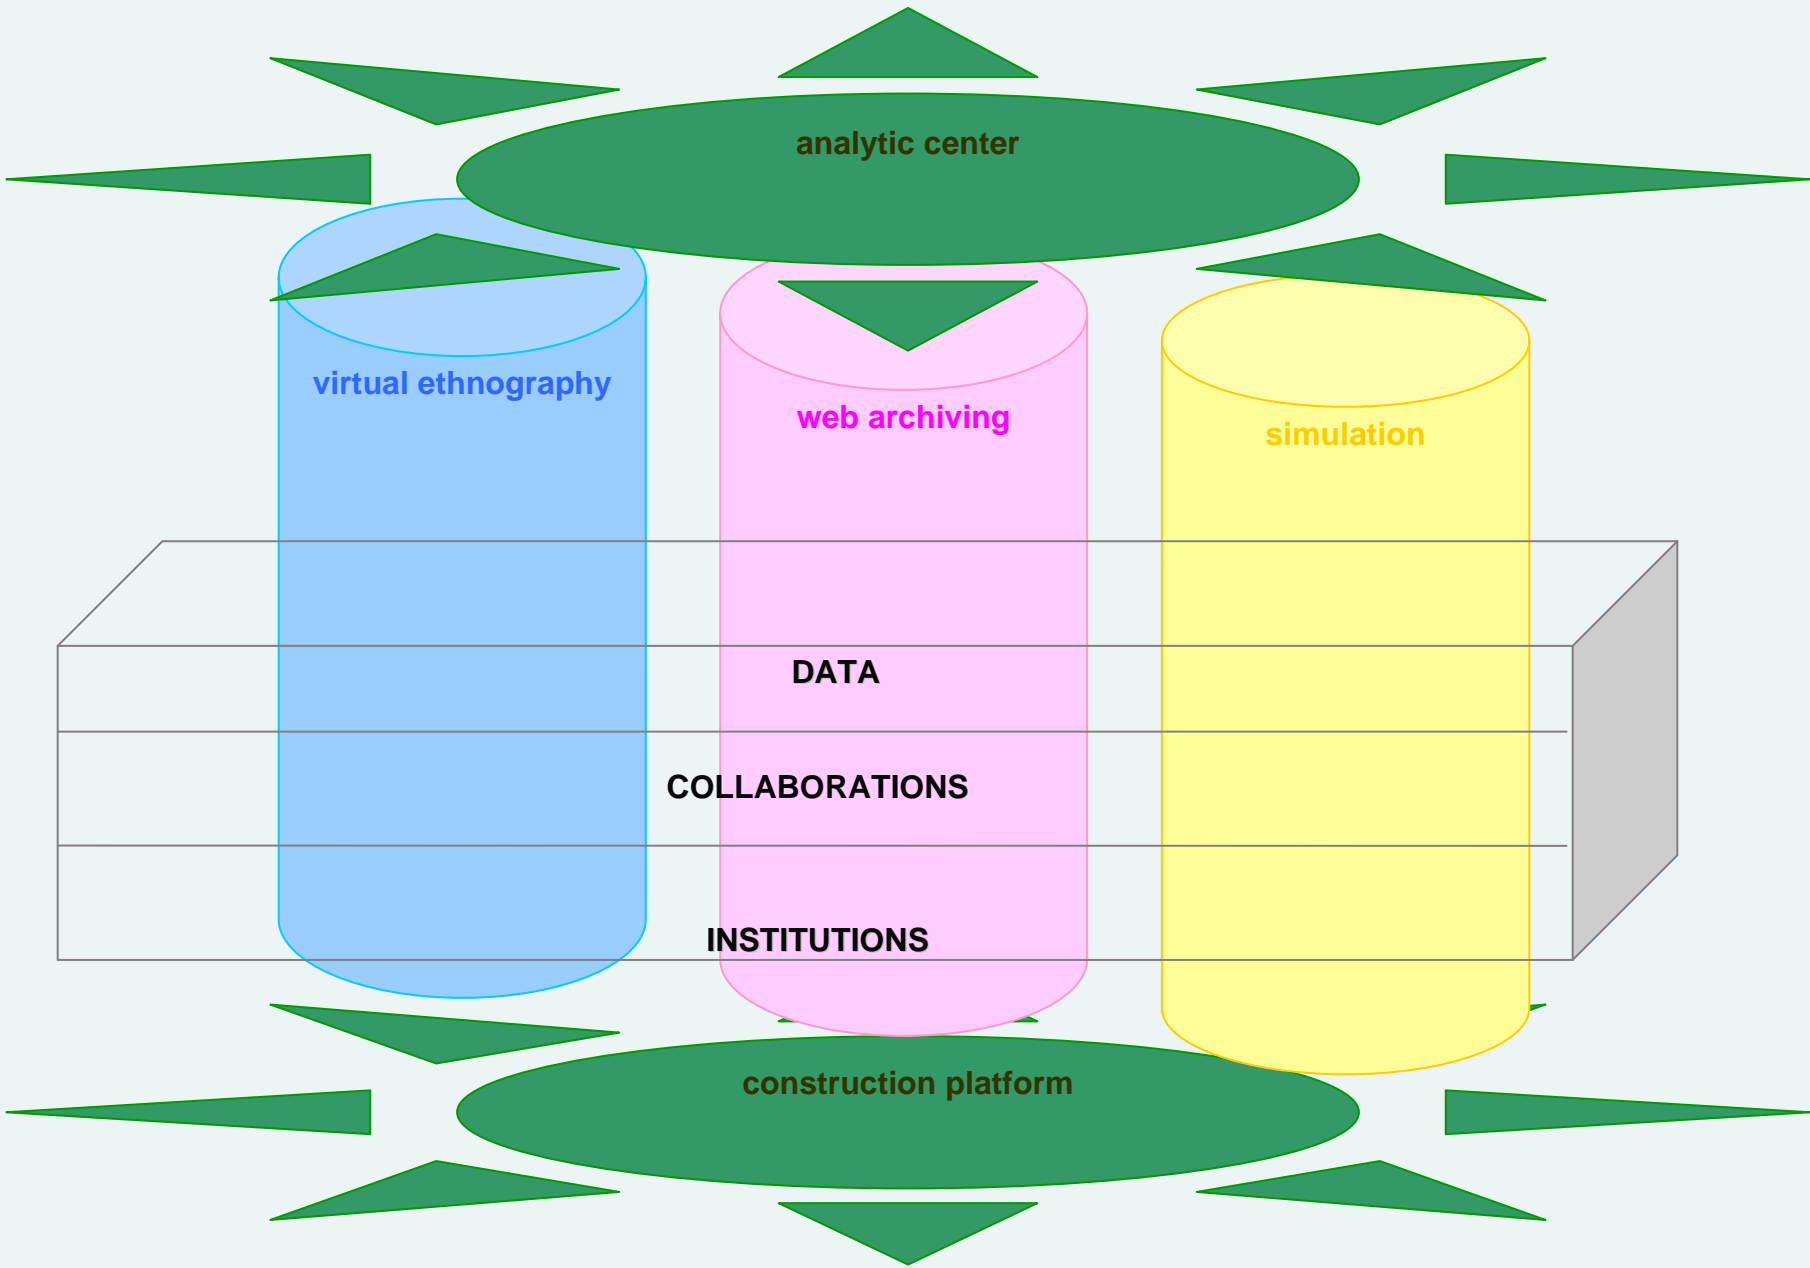 analytic center
virtual ethnography
web archiving
simulation
DATA
COLLABORATIONS
INSTITUTIONS
construction platform